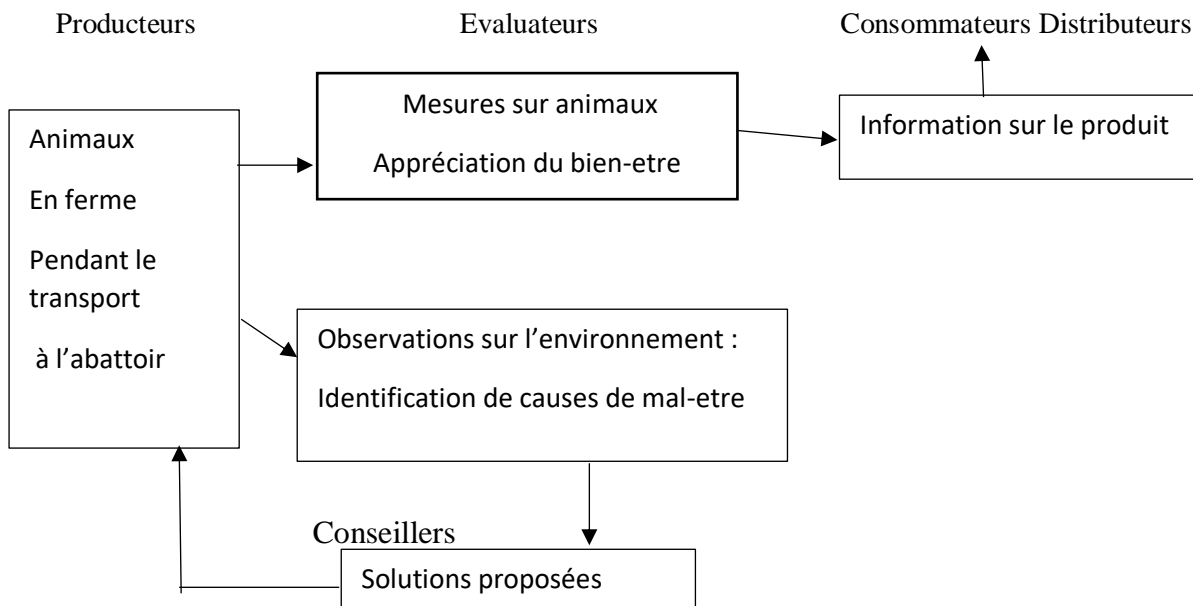 Producteurs
Evaluateurs
Consommateurs Distributeurs
Animaux
En ferme
Pendant le
transport
à l'abattoir
Mesures sur animaux
Appréciation du bien-etre
Information sur le produit
Observations sur l'environnement :
Identification de causes de mal-etre
Conseillers
Solutions proposées